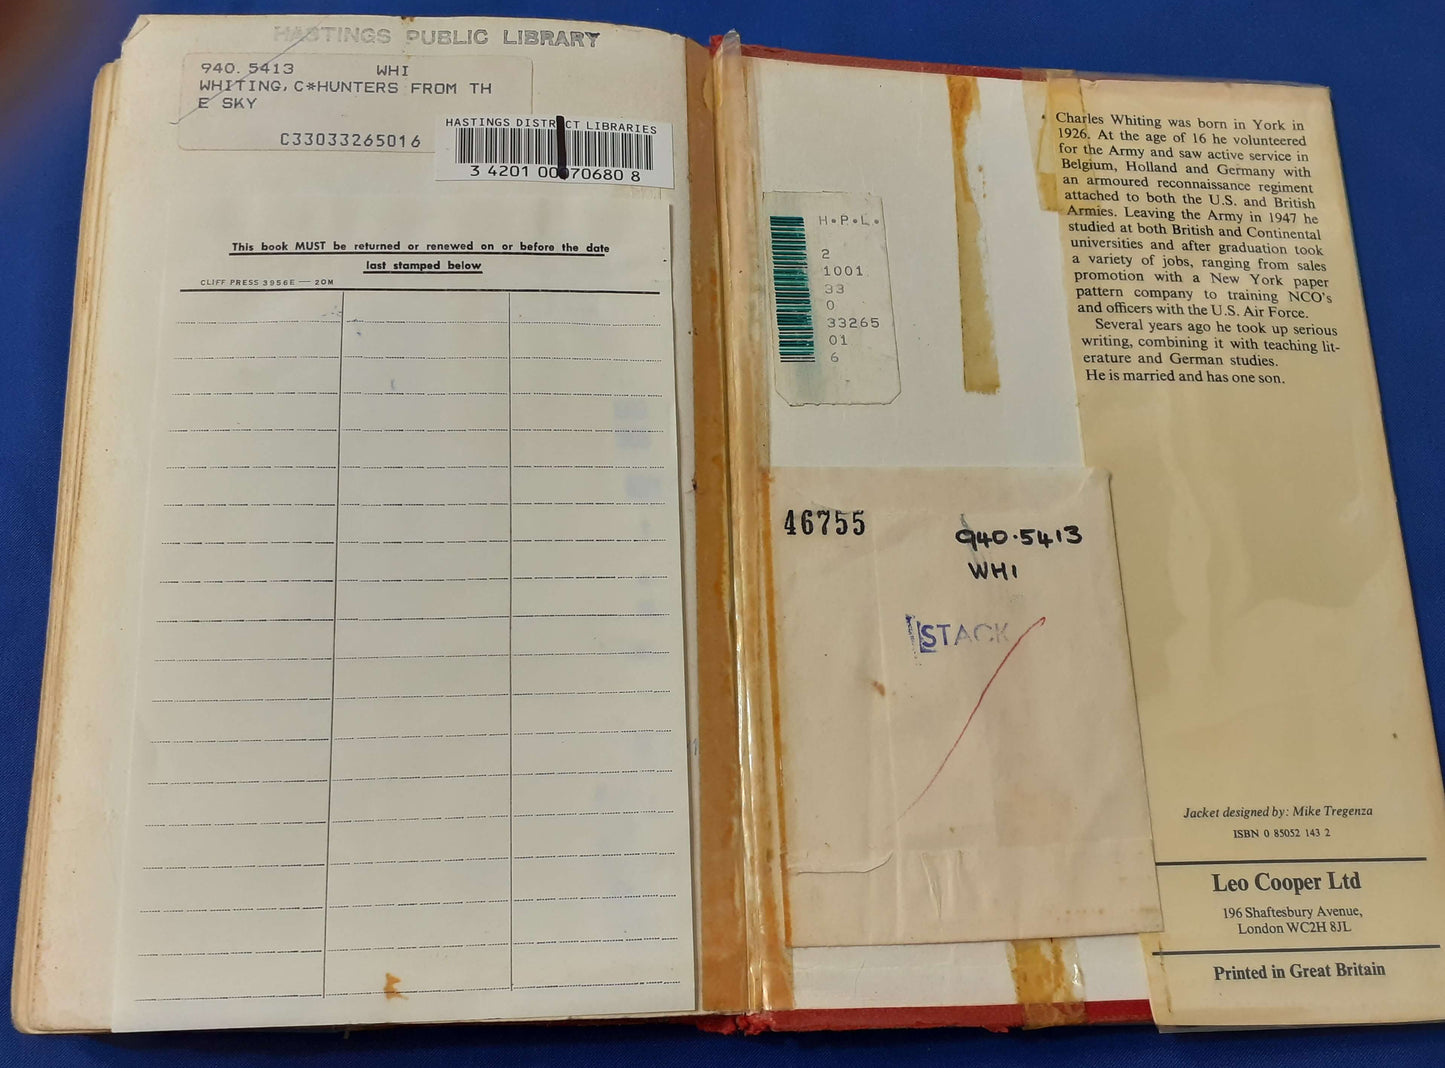 HASTINGS PUBLIC LIBRARY
940.5413 WHI
WHITING,C*HUNTERS FROM TH
E SKY
C33033265016
HASTINGS DISTRICT LIBRARIES
3 4201 00 70680 8
This book MUST be returned or renewed on or before the date
last stamped below
CLIFF PRESS 3956E — 20M
H.P.L.
2
1001
33
0
33265
01
6
46755
940.5413
WHI
STACK
Charles Whiting was born in York in
1926. At the age of 16 he volunteered
for the Army and saw active service in
Belgium, Holland and Germany with
an armoured reconnaissance regiment
attached to both the U.S. and British
Armies. Leaving the Army in 1947 he
studied at both British and Continental
universities and after graduation took
a variety of jobs, ranging from sales
promotion with a New York paper
pattern company to training NCO's
and officers with the U.S. Air Force.
Several years ago he took up serious
writing, combining it with teaching lit-
erature and German studies.
He is married and has one son.
Jacket designed by: Mike Tregenza
ISBN 0 85052 143 2
Leo Cooper Ltd
196 Shaftesbury Avenue,
London WC2H 8JL
Printed in Great Britain